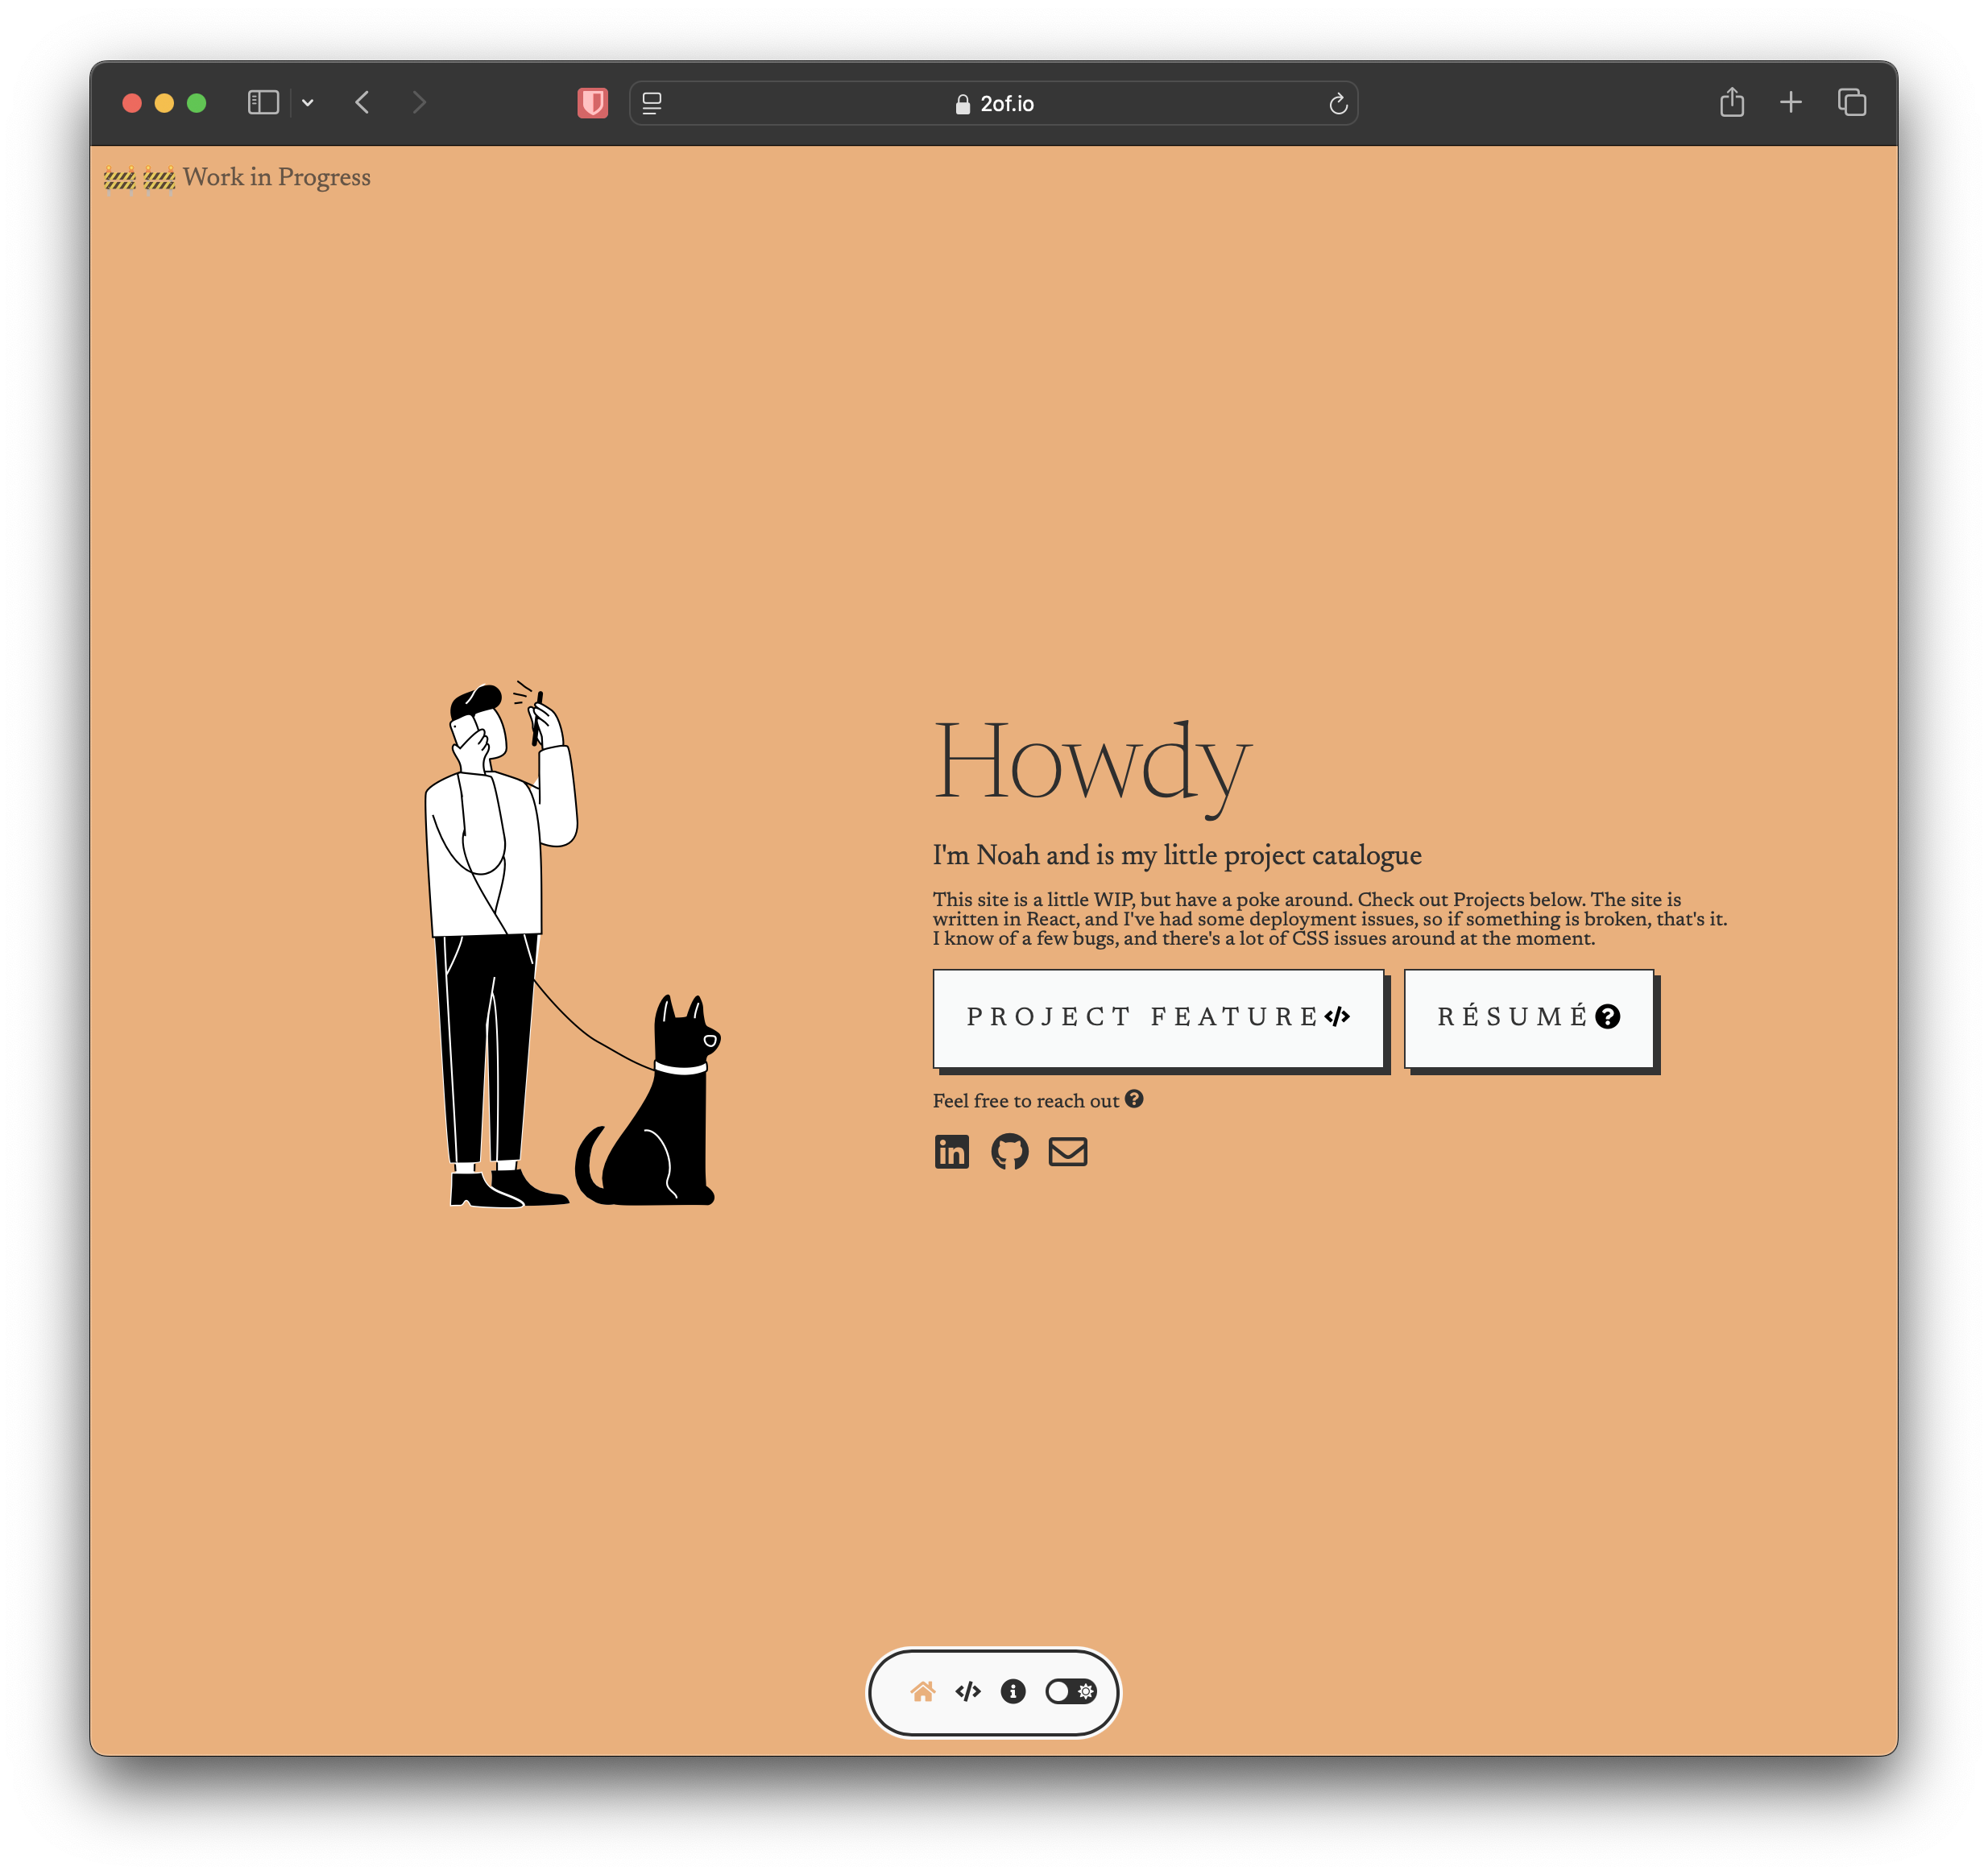 2of.io
Work in Progress
Howdy
I'm Noah and is my little project catalogue
This site is a little WIP, but have a poke around. Check out Projects below. The site is
written in React, and I've had some deployment issues, so if something is broken, that's it.
I know of a few bugs, and there's a lot of CSS issues around at the moment.
PROJECT FEATURE
RÉSUMÉ
Feel free to reach out